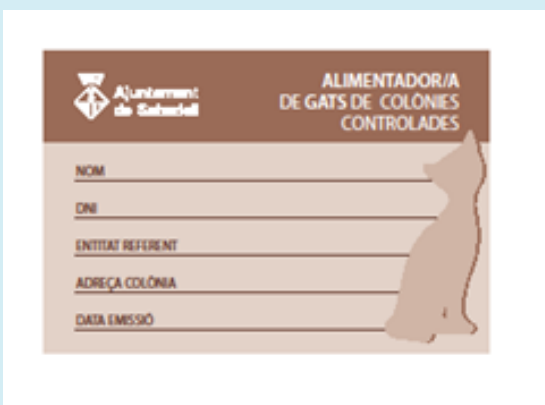 Ajuntament
de Sabadell
ALIMENTADOR/A
DE GATS DE COLÒNIES
CONTROLADES
NOM
DNI
ENTITAT REFERENT
ADREÇA COLÒNIA
DATA EMISSIÓ